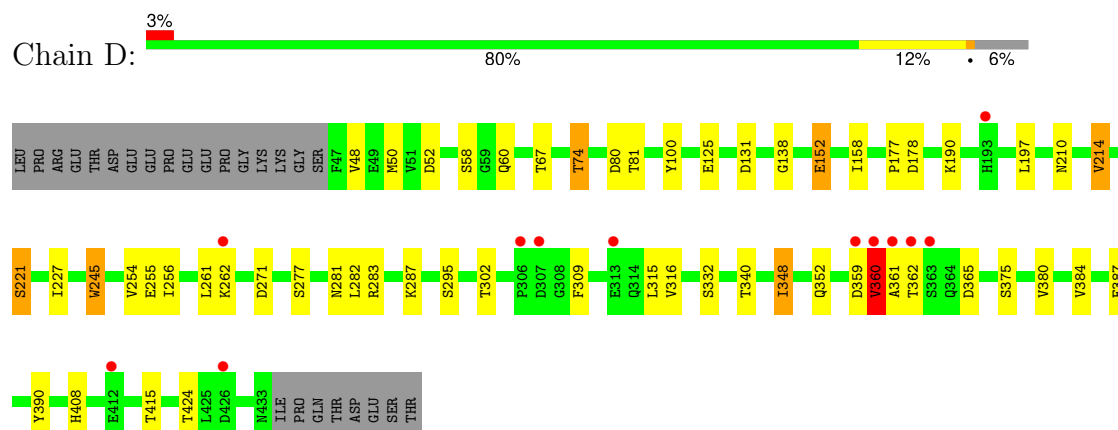 3%
Chain D:
80% 12% • 6%
LEU PRO ARG GLU THR ASP GLU GLU PRO GLU GLU PRO GLY LYS LYS GLY SER F47 V48 E49 M50 V51 D52 S58 G59 Q60 T67 T74 D80 T81 Y100 E125 D131 G138 E152 I158 P177 D178 K190 H193 L197 N210 V214
S221 I227 W245 V254 E255 I256 L261 K262 D271 S277 N281 L282 R283 K287 S295 T302 P306 D307 G308 F309 E313 Q314 L315 V316 S332 T340 I348 Q352 D359 V360 A361 T362 S363 Q364 D365 S375 V380 V384
Y390 H408 E412 T415 T424 L425 D426 N433 ILE PRO GLN THR ASP GLU SER THR